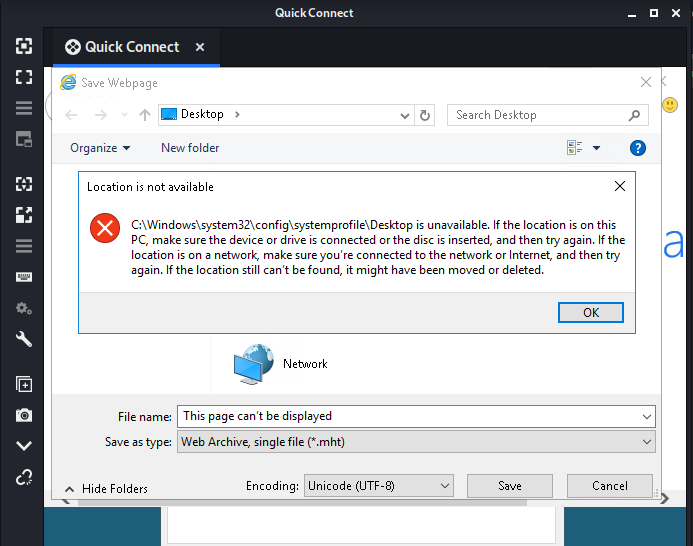 Quick Connect
Quick Connect
Save Webpage
Desktop
Search Desktop
Organize
New folder
Location is not available
C:\Windows\system32\config\systemprofile\Desktop is unavailable. If the location is on this
PC, make sure the device or drive is connected or the disc is inserted, and then try again. If the
location is on a network, make sure you're connected to the network or Internet, and then try
again. If the location still can't be found, it might have been moved or deleted.
OK
a
Network
File name: This page can't be displayed
Save as type: Web Archive, single file (*.mht)
Hide Folders
Encoding: Unicode (UTF-8)
Save
Cancel